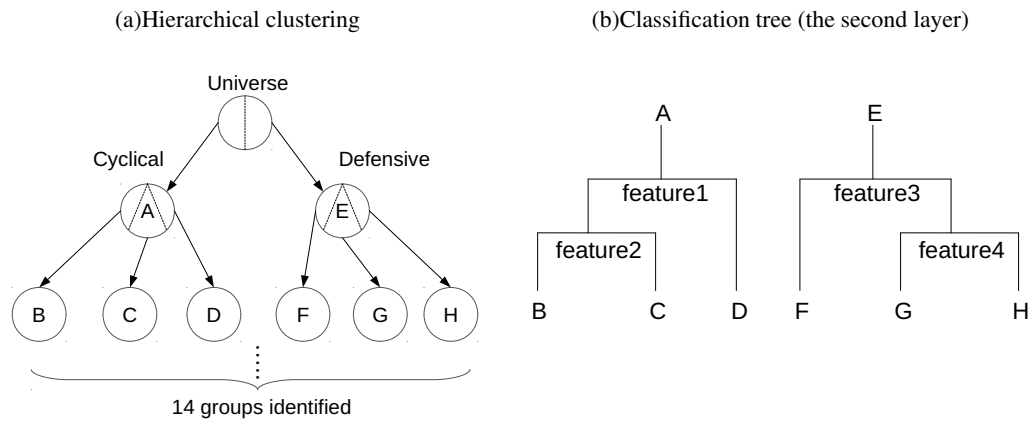 (a)Hierarchical clustering
Universe
Cyclical
Defensive
A
E
B
C
D
F
G
H
14 groups identified
(b)Classification tree (the second layer)
A
E
feature1
feature3
feature2
feature4
B
C
D
F
G
H